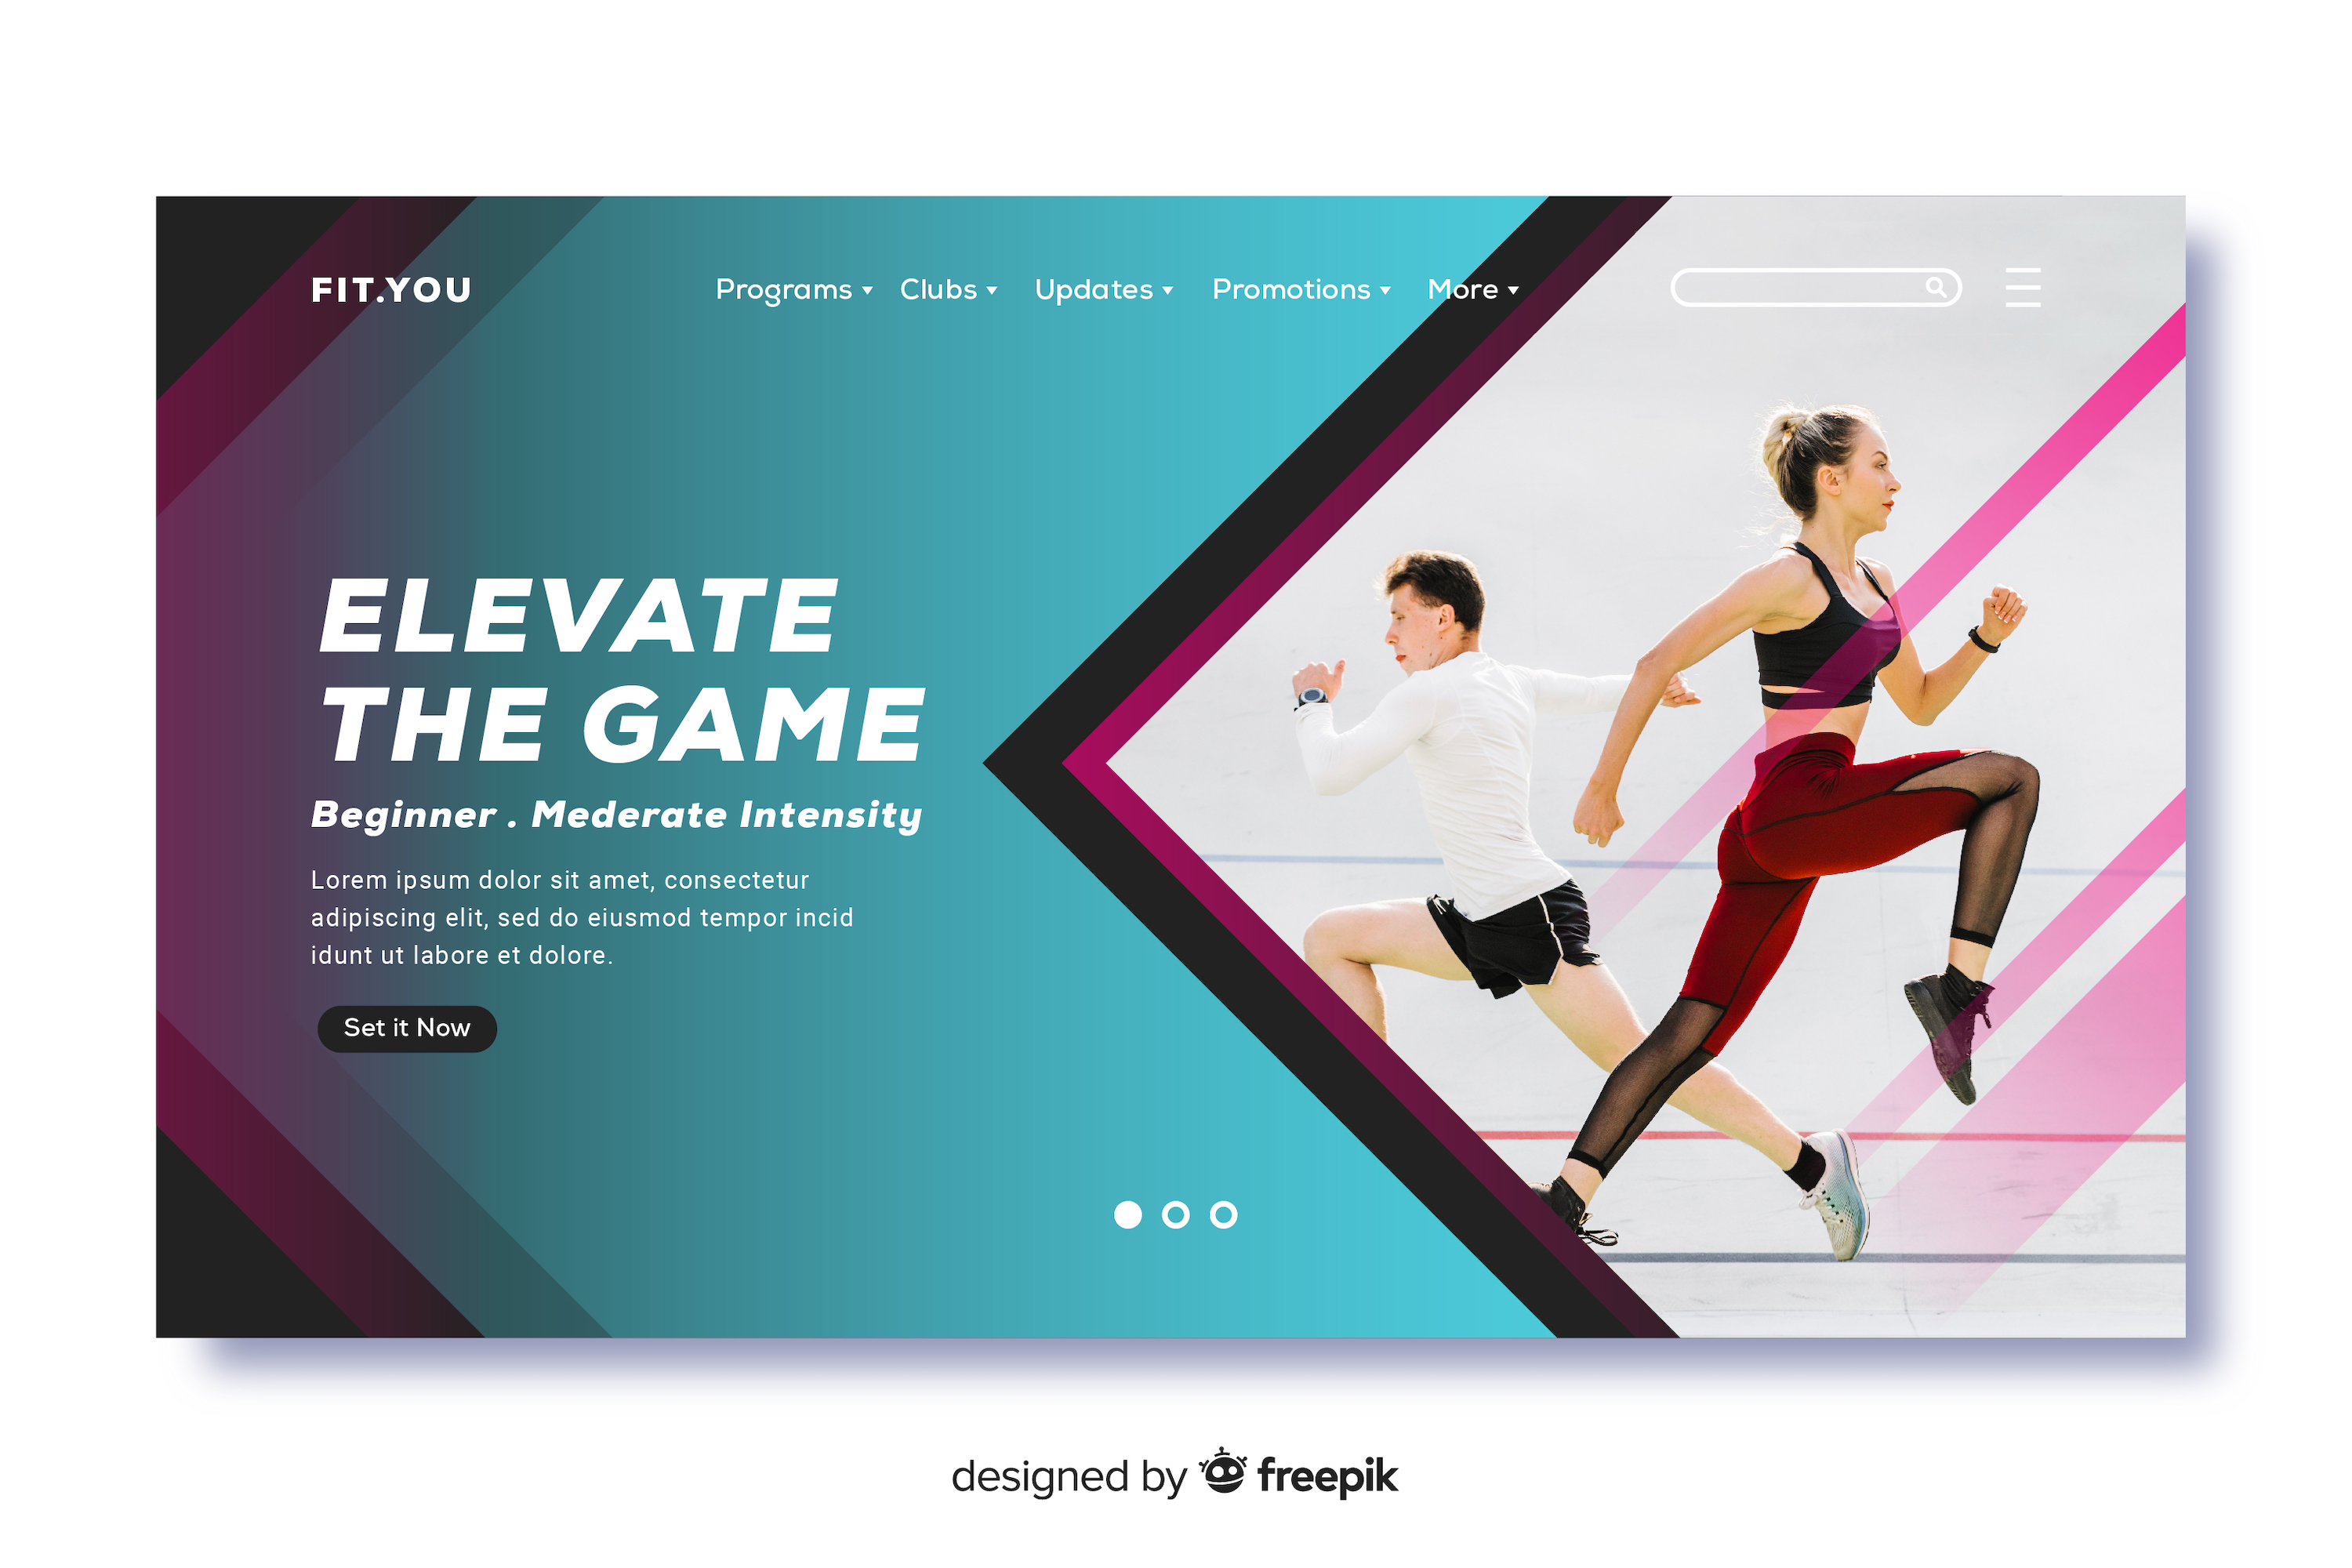 FIT.YOU
Programs Clubs Updates Promotions More
ELEVATE
THE GAME
Beginner . Mederate Intensity
Lorem ipsum dolor sit amet, consectetur
adipiscing elit, sed do eiusmod tempor incid
idunt ut labore et dolore.
Set it Now
designed by freepik